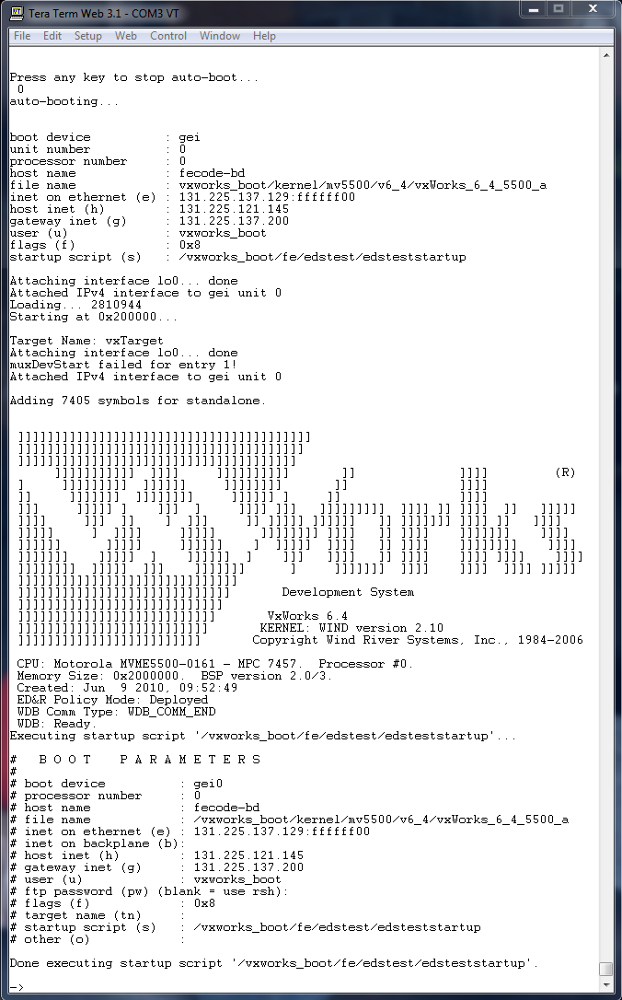 Tera Term Web 3.1 - COM3 VT
File Edit Setup Web Control Window Help
Press any key to stop auto-boot...
0
auto-booting...
boot device : gei
unit number : 0
processor number : 0
host name : fecode-bd
file name : vxworks_boot/kernel/mv5500/v6_4/vxWorks_6_4_5500_a
inet on ethernet (e) : 131.225.137.129:ffffff00
host inet (h) : 131.225.121.145
gateway inet (g) : 131.225.137.200
user (u) : vxworks_boot
flags (f) : 0x8
startup script (s) : /vxworks_boot/fe/edstest/edsteststartup
Attaching interface lo0... done
Attached IPv4 interface to gei unit 0
Loading... 2810944
Starting at 0x200000...
Target Name: vxTarget
Attaching interface lo0... done
muxDevStart failed for entry 1!
Attached IPv4 interface to gei unit 0
Adding 7405 symbols for standalone.
VxWorks (R)
Development System
VxWorks 6.4
KERNEL: WIND version 2.10
Copyright Wind River Systems, Inc., 1984-2006
CPU: Motorola MVME5500-0161 - MPC 7457. Processor #0.
Memory Size: 0x2000000. BSP version 2.0/3.
Created: Jun 9 2010, 09:52:49
ED&R Policy Mode: Deployed
WDB Comm Type: WDB_COMM_END
WDB: Ready.
Executing startup script '/vxworks_boot/fe/edstest/edsteststartup'...
# B O O T P A R A M E T E R S
#
# boot device : gei0
# processor number : 0
# host name : fecode-bd
# file name : /vxworks_boot/kernel/mv5500/v6_4/vxWorks_6_4_5500_a
# inet on ethernet (e) : 131.225.137.129:ffffff00
# inet on backplane (b):
# host inet (h) : 131.225.121.145
# gateway inet (g) : 131.225.137.200
# user (u) : vxworks_boot
# ftp password (pw) (blank = use rsh):
# flags (f) : 0x8
# target name (tn) :
# startup script (s) : /vxworks_boot/fe/edstest/edsteststartup
# other (o) :
Done executing startup script '/vxworks_boot/fe/edstest/edsteststartup'.
->